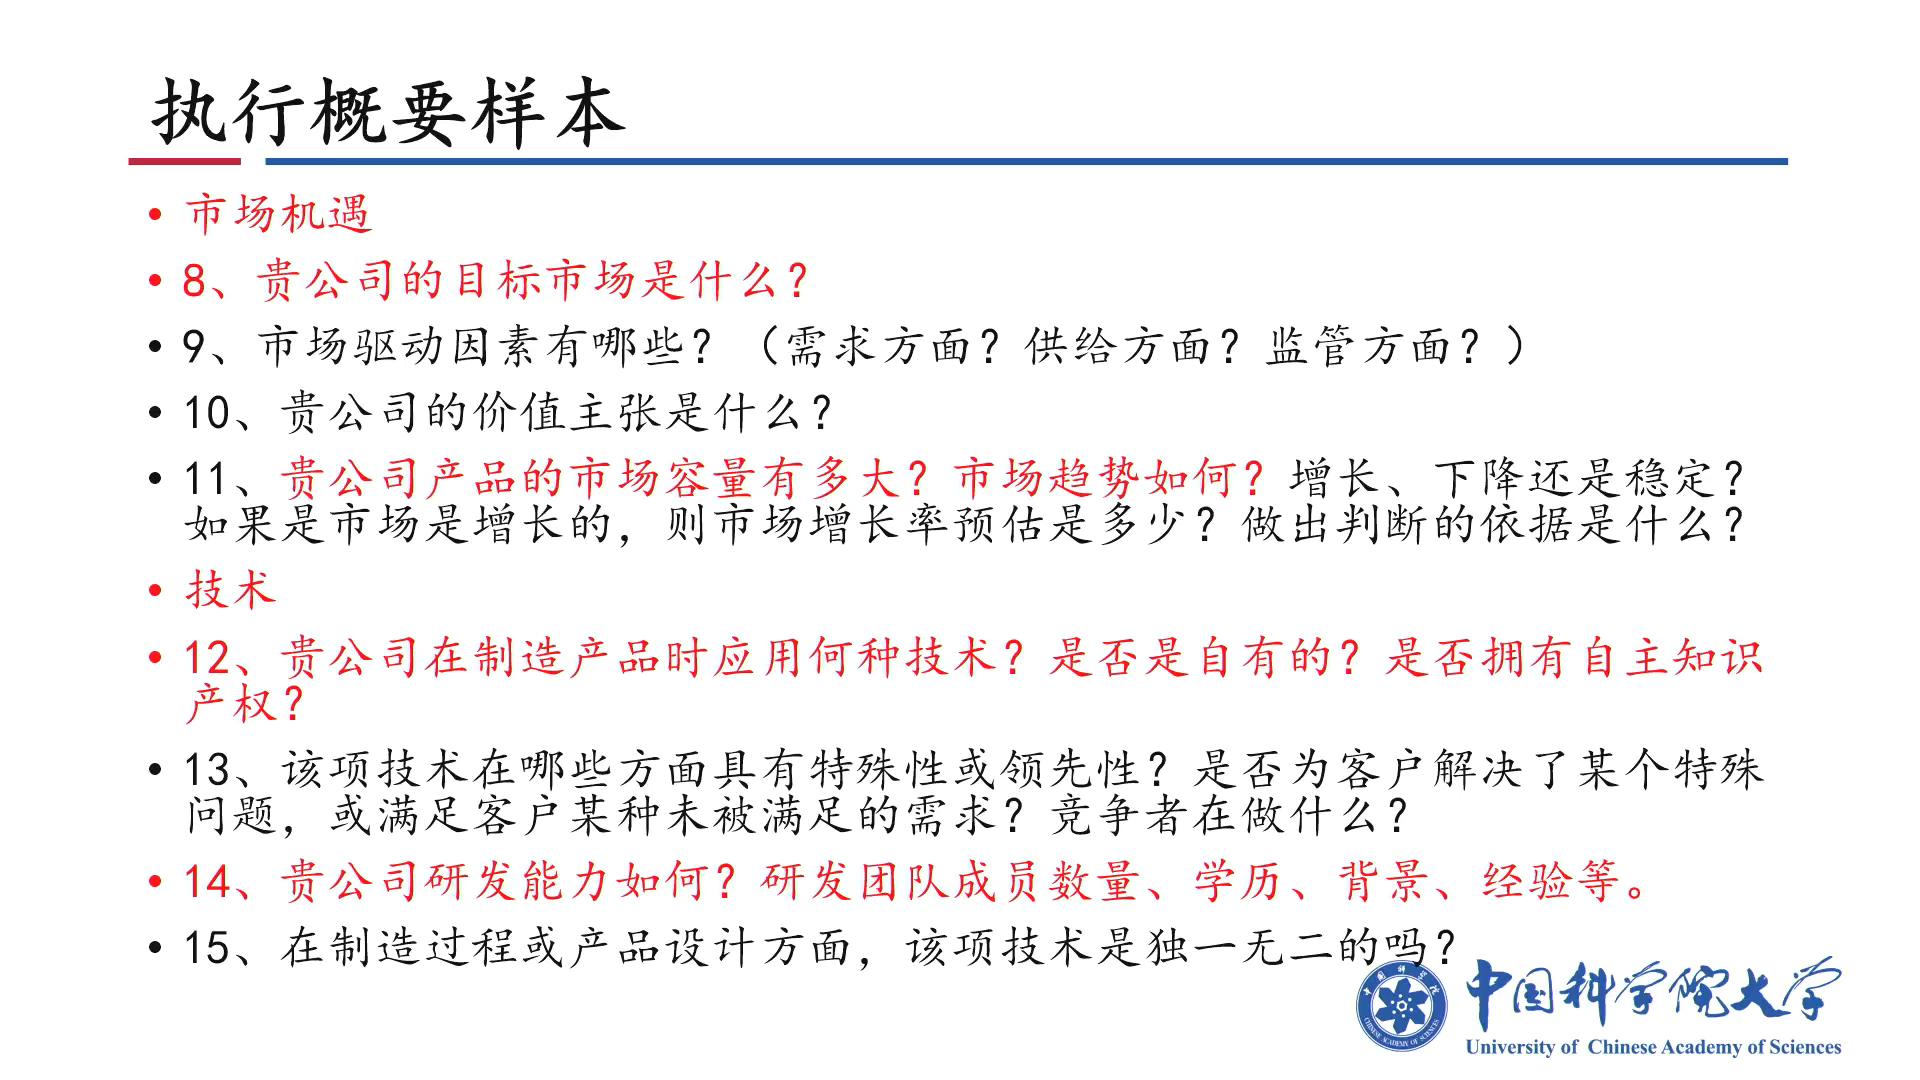 执行概要样本
• 市场机遇
• 8、贵公司的目标市场是什么？
• 9、市场驱动因素有哪些？（需求方面？供给方面？监管方面？）
• 10、贵公司的价值主张是什么？
• 11、贵公司产品的市场容量有多大？市场趋势如何？增长、下降还是稳定？
如果是市场是增长的，则市场增长率预估是多少？做出判断的依据是什么？
• 技术
• 12、贵公司在制造产品时应用何种技术？是否是自有的？是否拥有自主知识
产权？
• 13、该项技术在哪些方面具有特殊性或领先性？是否为客户解决了某个特殊
问题，或满足客户某种未被满足的需求？竞争者在做什么？
• 14、贵公司研发能力如何？研发团队成员数量、学历、背景、经验等。
• 15、在制造过程或产品设计方面，该项技术是独一无二的吗？
中国科学院
CHINESE ACADEMY OF SCIENCES
中国科学院大学
University of Chinese Academy of Sciences